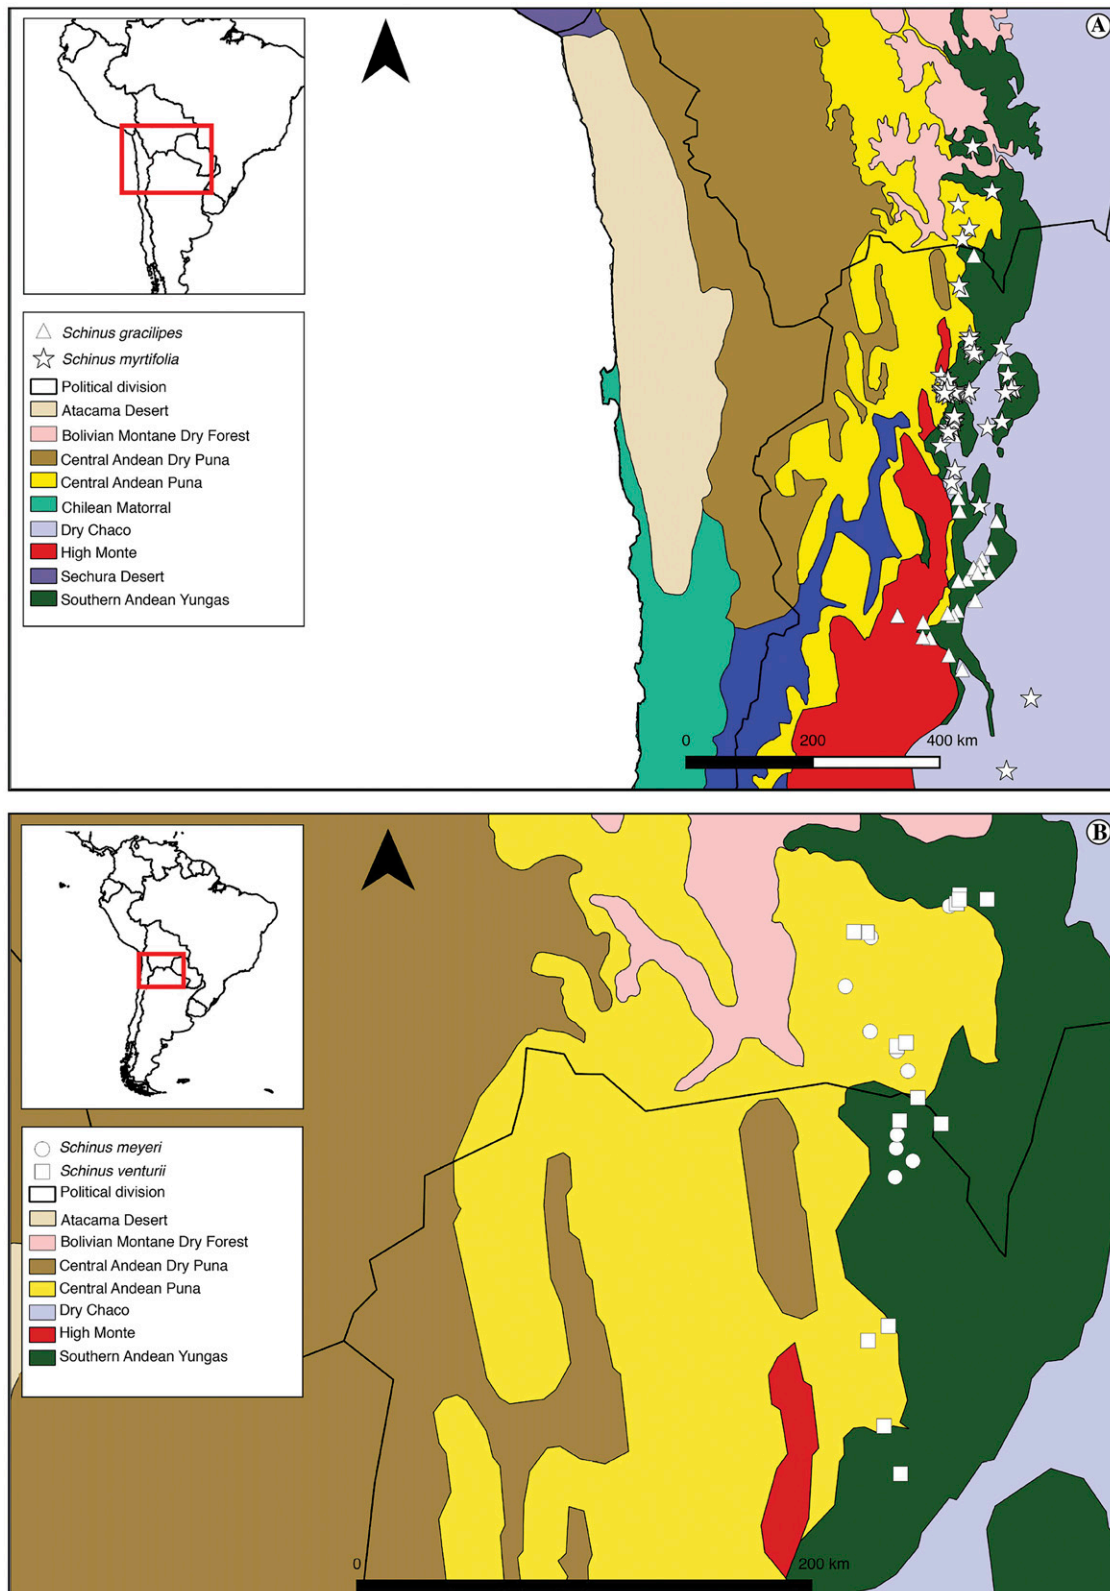 A
Schinus gracilipes
Schinus myrtifolia
Political division
Atacama Desert
Bolivian Montane Dry Forest
Central Andean Dry Puna
Central Andean Puna
Chilean Matorral
Dry Chaco
High Monte
Sechura Desert
Southern Andean Yungas
0 200 400 km
B
Schinus meyeri
Schinus venturii
Political division
Atacama Desert
Bolivian Montane Dry Forest
Central Andean Dry Puna
Central Andean Puna
Dry Chaco
High Monte
Southern Andean Yungas
0 200 km